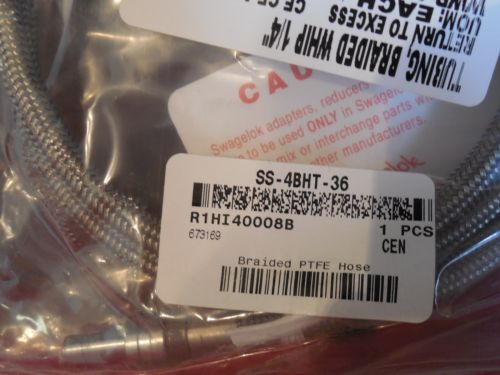 "TUBING, BRAIDED WHIP 1/4"
RETURN TO EXCESS
UOM: EACH
CAU
Swagelok adapters, reducers
to be used ONLY in Swagelok
mix or interchange parts
other manufacturers.
Swagelok
SS-4BHT-36
R1HI40008B
1 PCS
673169
CEN
Braided PTFE Hose